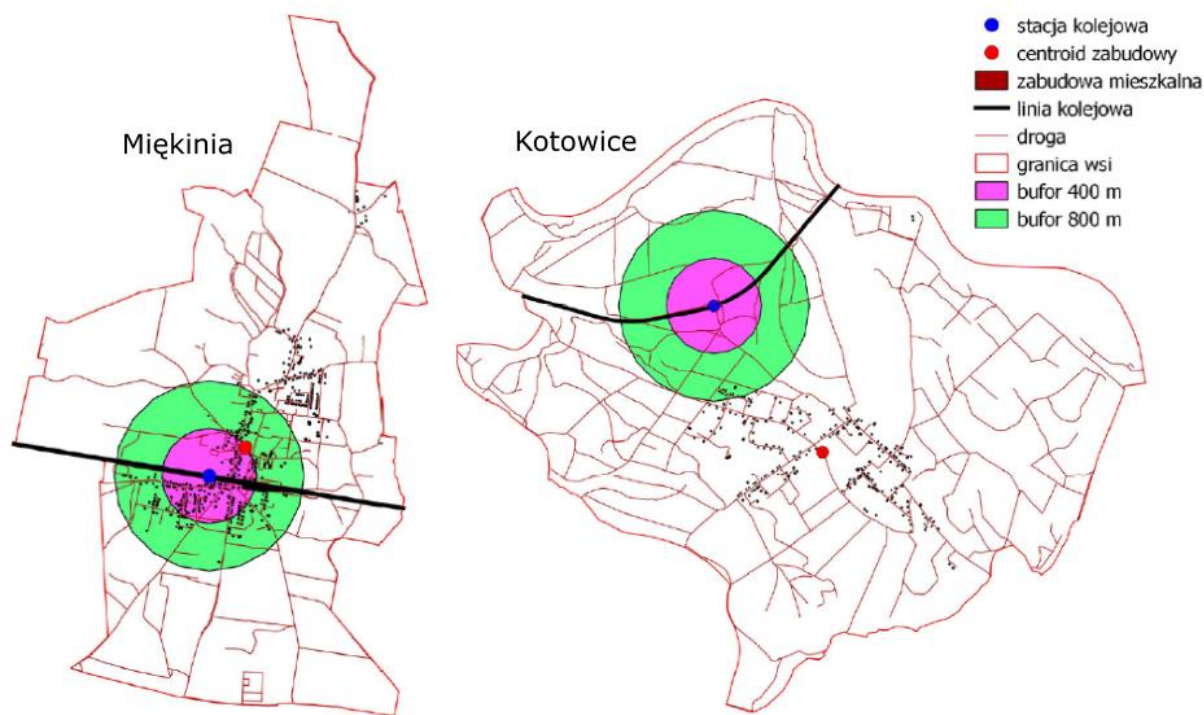 Miękinia
Kotowice
stacja kolejowa
centroid zabudowy
zabudowa mieszkalna
linia kolejowa
droga
granica wsi
bufor 400 m
bufor 800 m